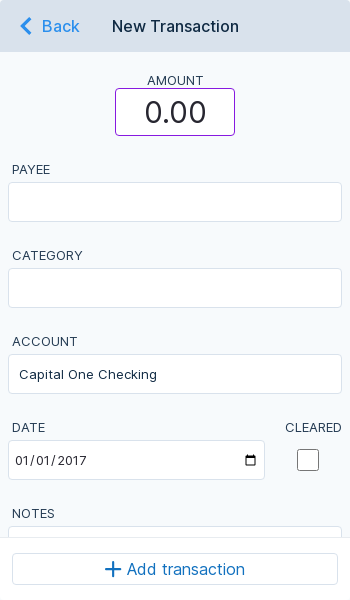 Back New Transaction
AMOUNT
0.00
PAYEE
CATEGORY
ACCOUNT
Capital One Checking
DATE CLEARED
01/01/2017
NOTES
Add transaction